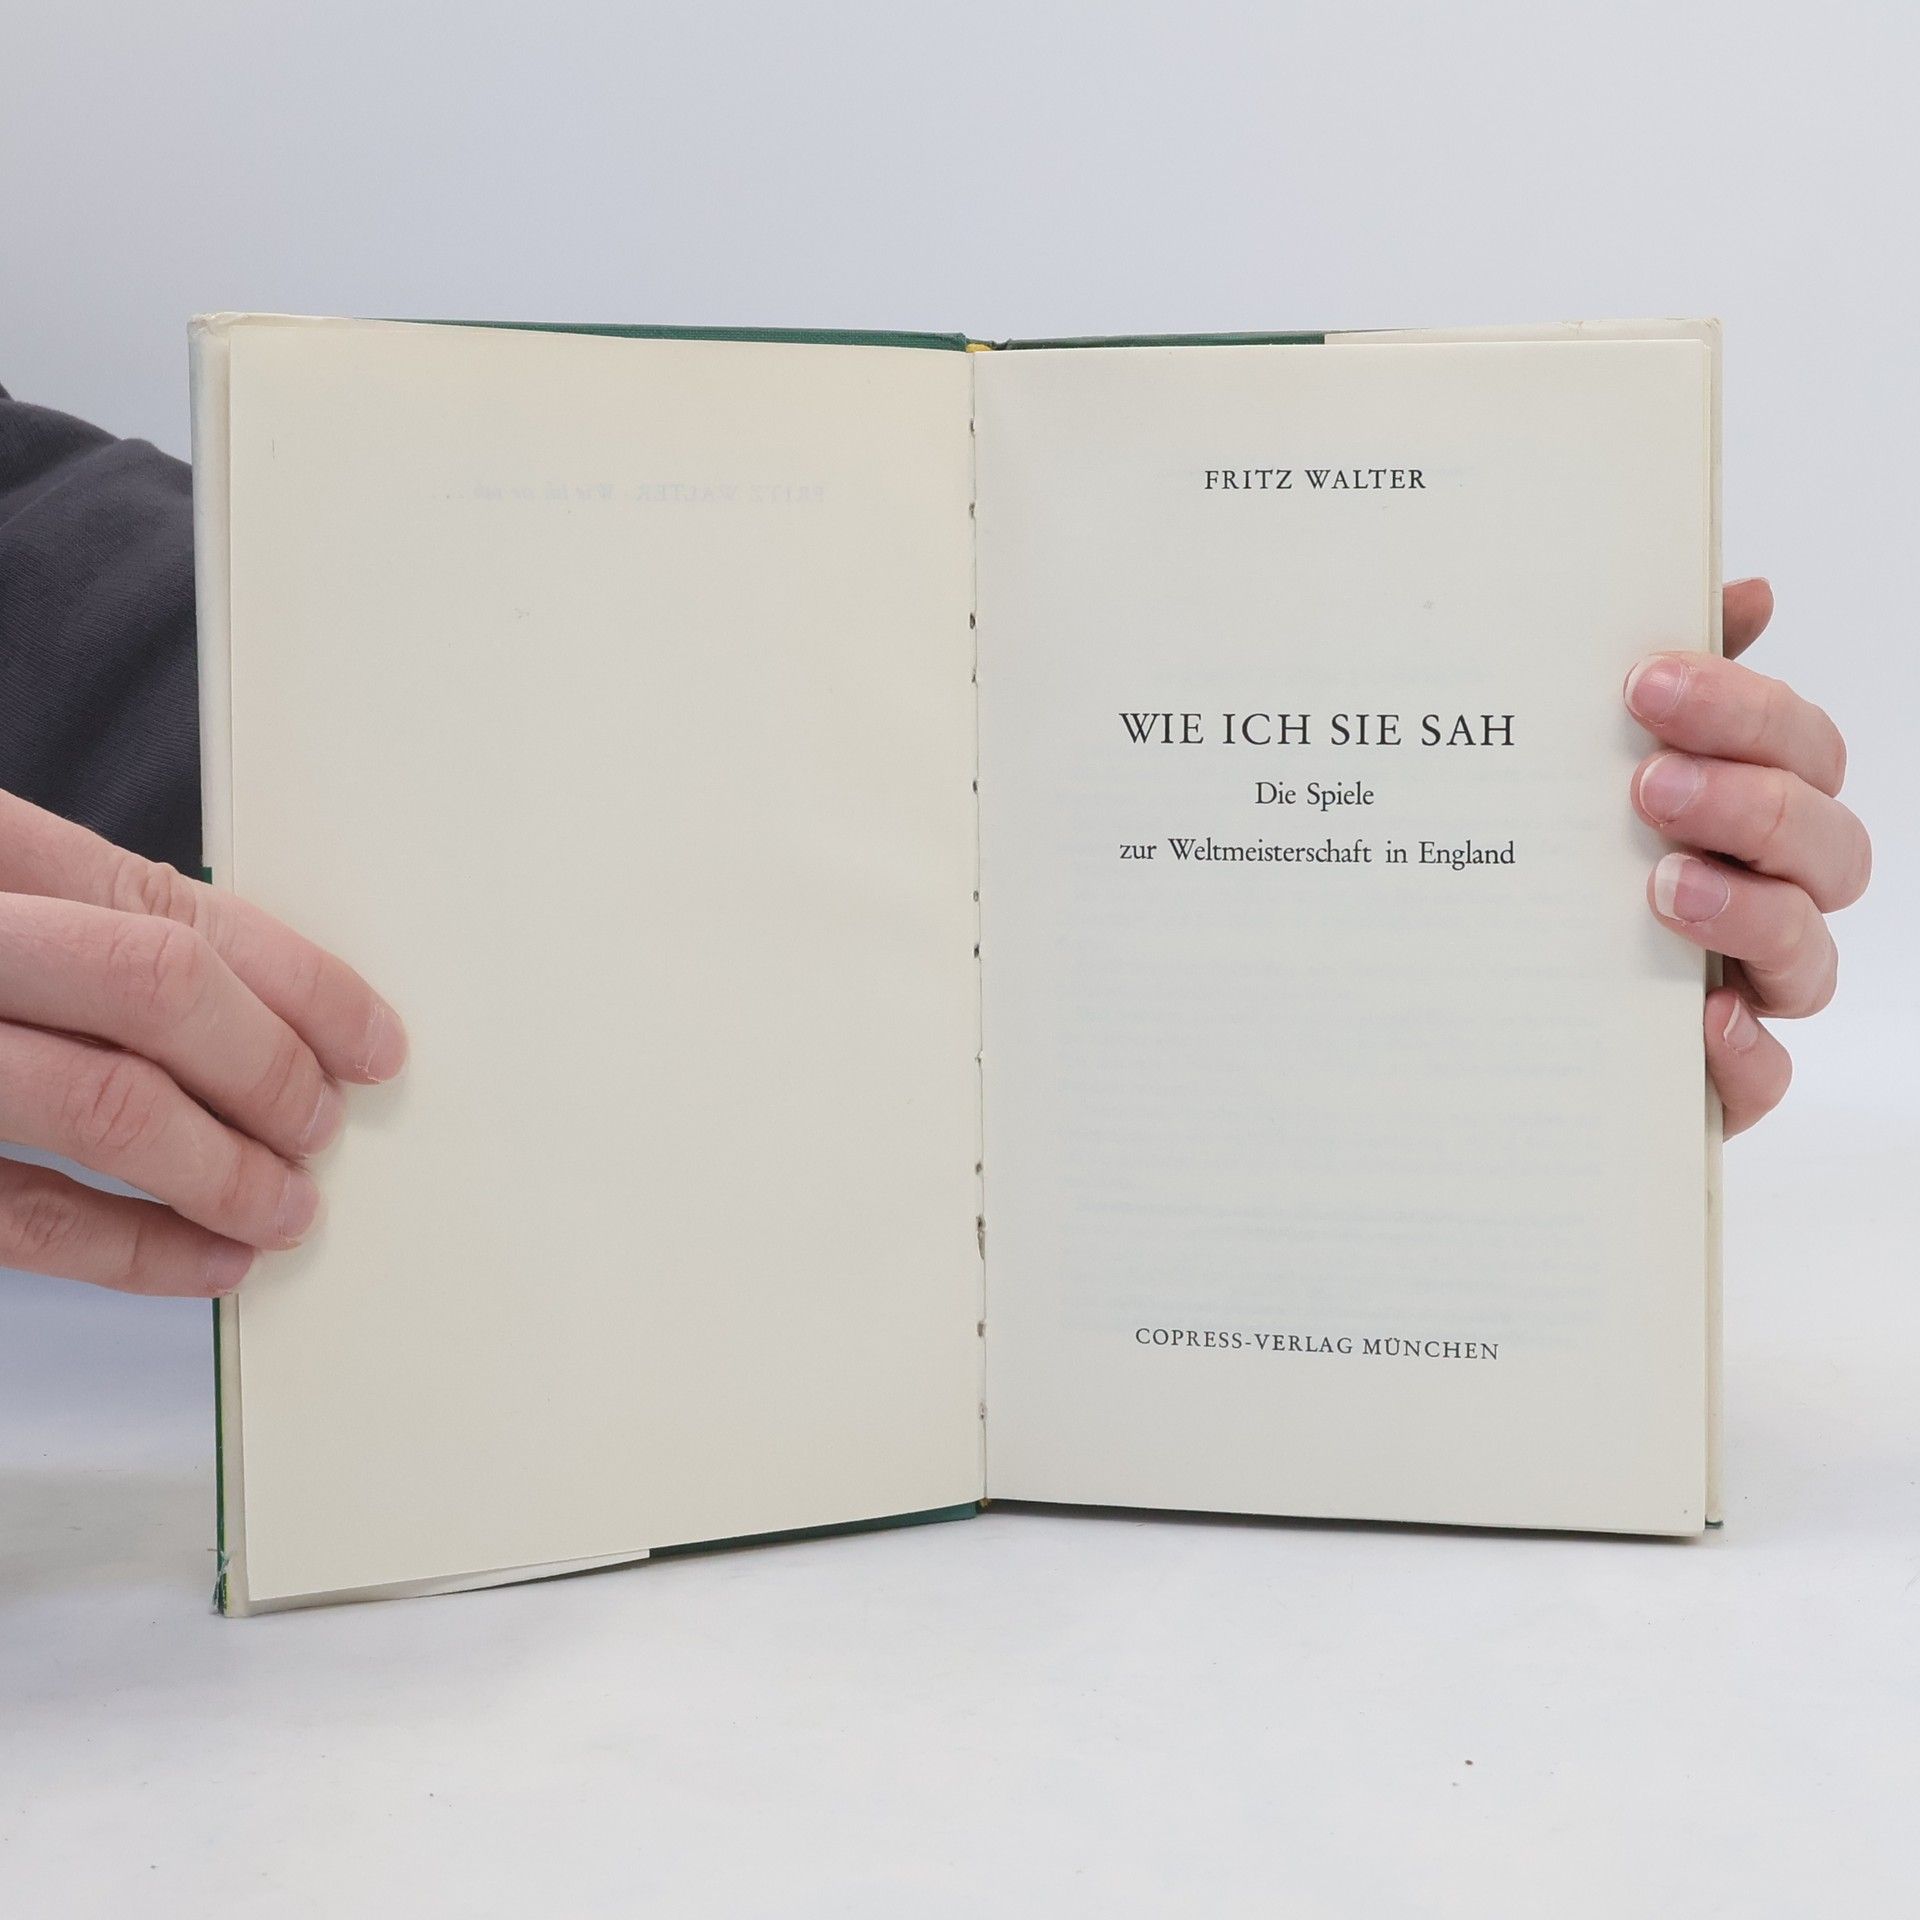 FRITZ WALTER
WIE ICH SIE SAH
Die Spiele
zur Weltmeisterschaft in England
COPRESS-VERLAG MÜNCHEN